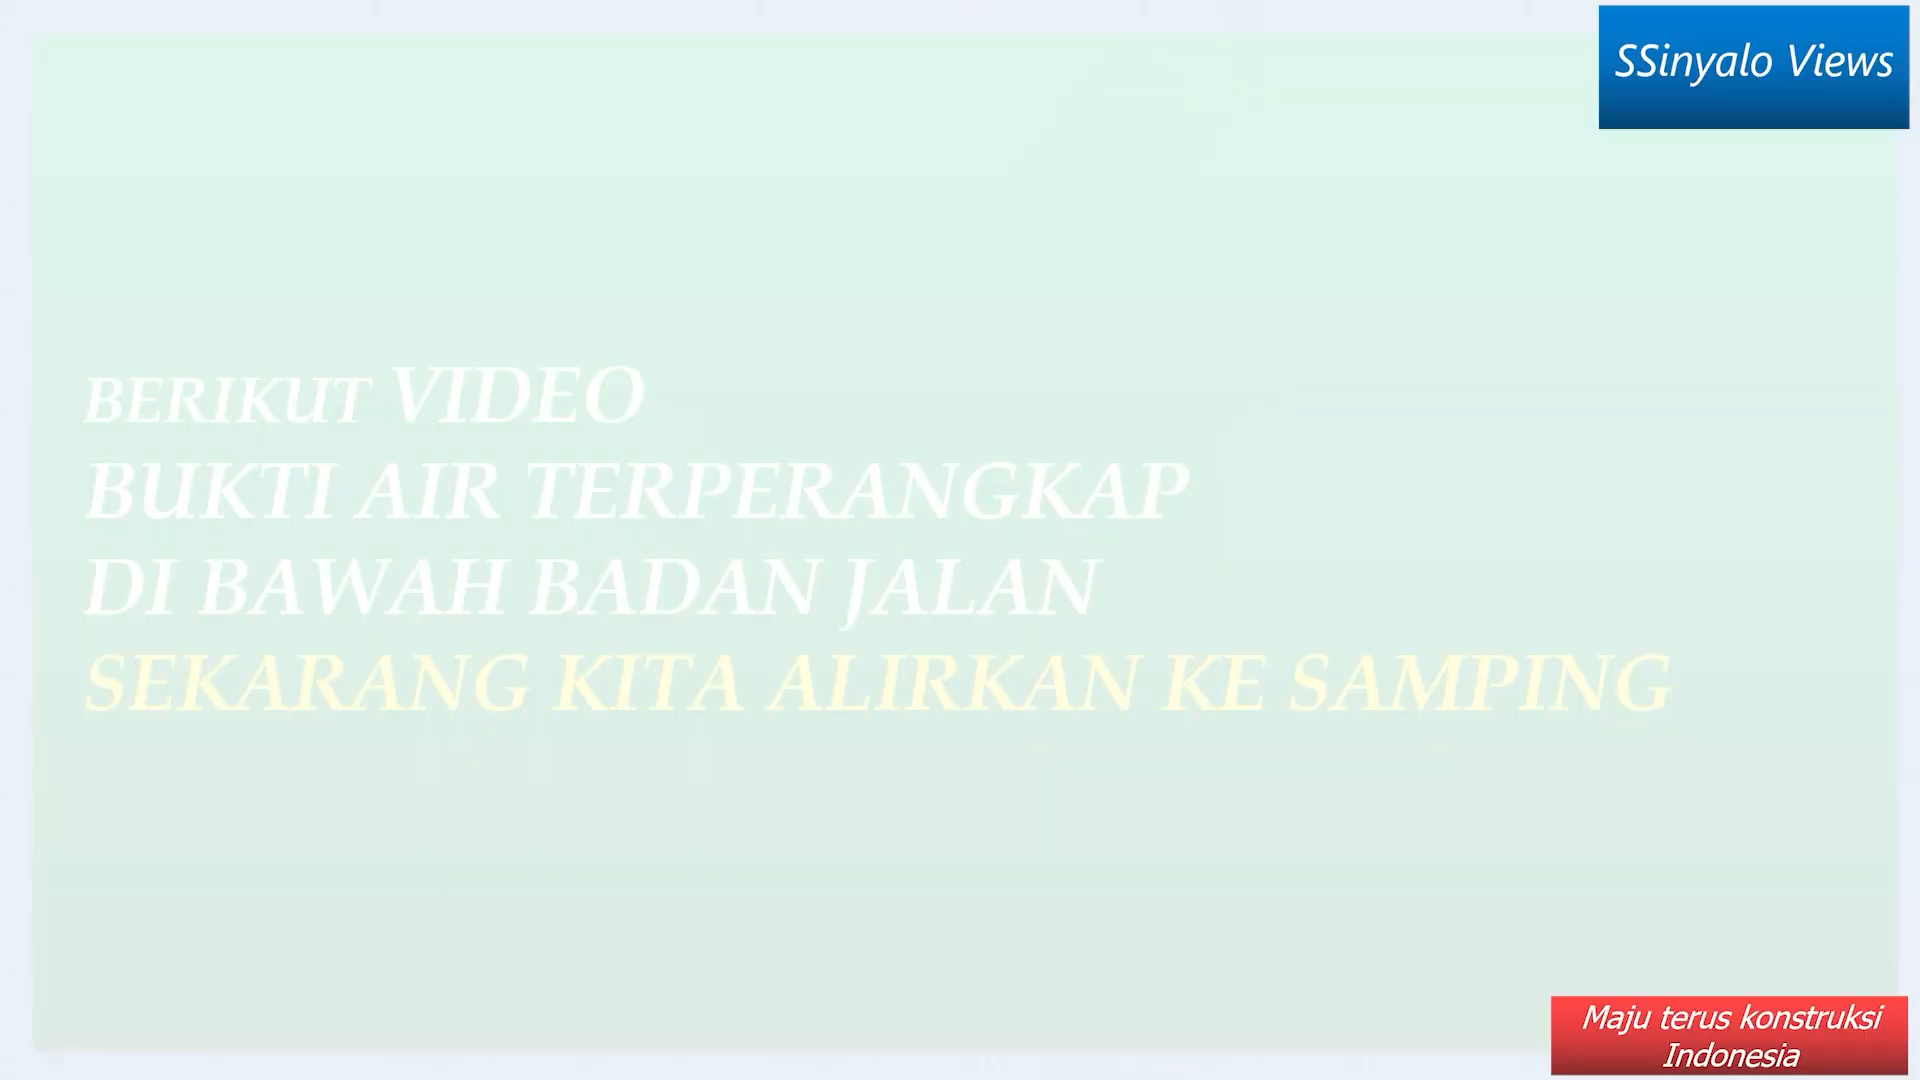 SSinyalo Views
BERIKUT VIDEO
BUKTI AIR TERPERANGKAP
DI BAWAH BADAN JALAN
SEKARANG KITA ALIRKAN KE SAMPING
Maju terus konstruksi
Indonesia